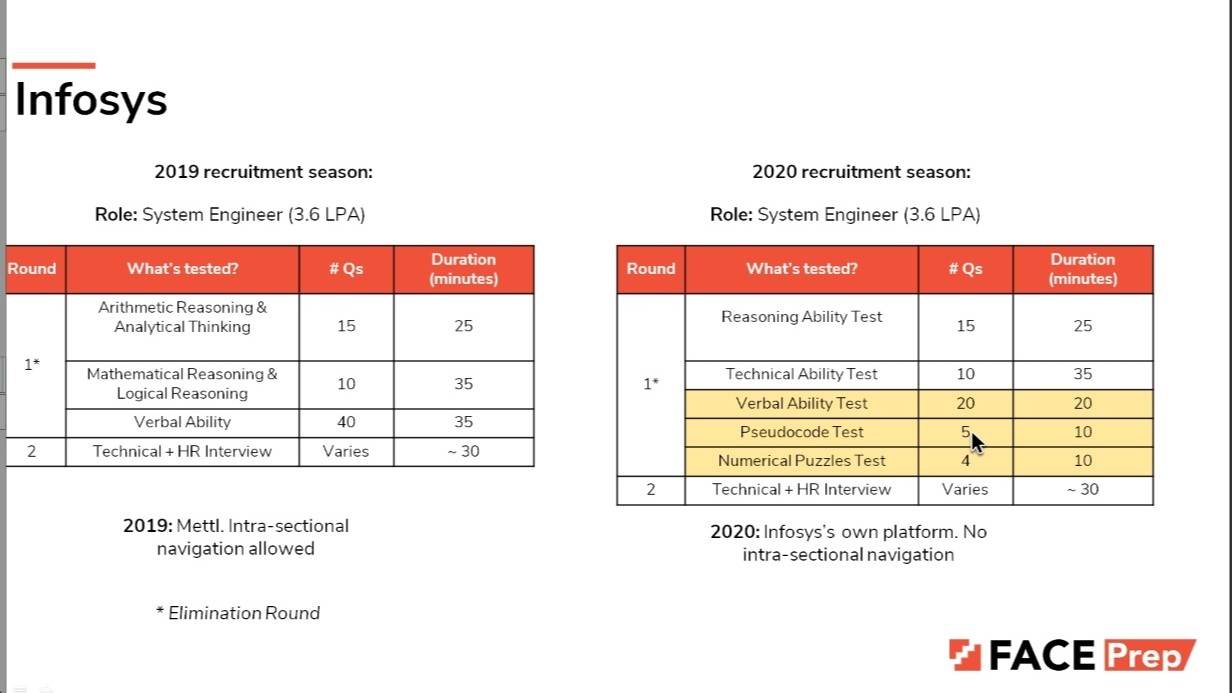 Infosys
2019 recruitment season:
Role: System Engineer (3.6 LPA)
Round What's tested? # Qs Duration
(minutes)
1*
Arithmetic Reasoning &
Analytical Thinking 15 25
Mathematical Reasoning &
Logical Reasoning 10 35
Verbal Ability 40 35
2 Technical + HR Interview Varies ~ 30
2019: Mettl. Intra-sectional
navigation allowed
* Elimination Round
2020 recruitment season:
Role: System Engineer (3.6 LPA)
Round What's tested? # Qs Duration
(minutes)
1*
Reasoning Ability Test 15 25
Technical Ability Test 10 35
Verbal Ability Test 20 20
Pseudocode Test 5 10
Numerical Puzzles Test 4 10
2 Technical + HR Interview Varies ~ 30
2020: Infosys's own platform. No
intra-sectional navigation
FACE Prep